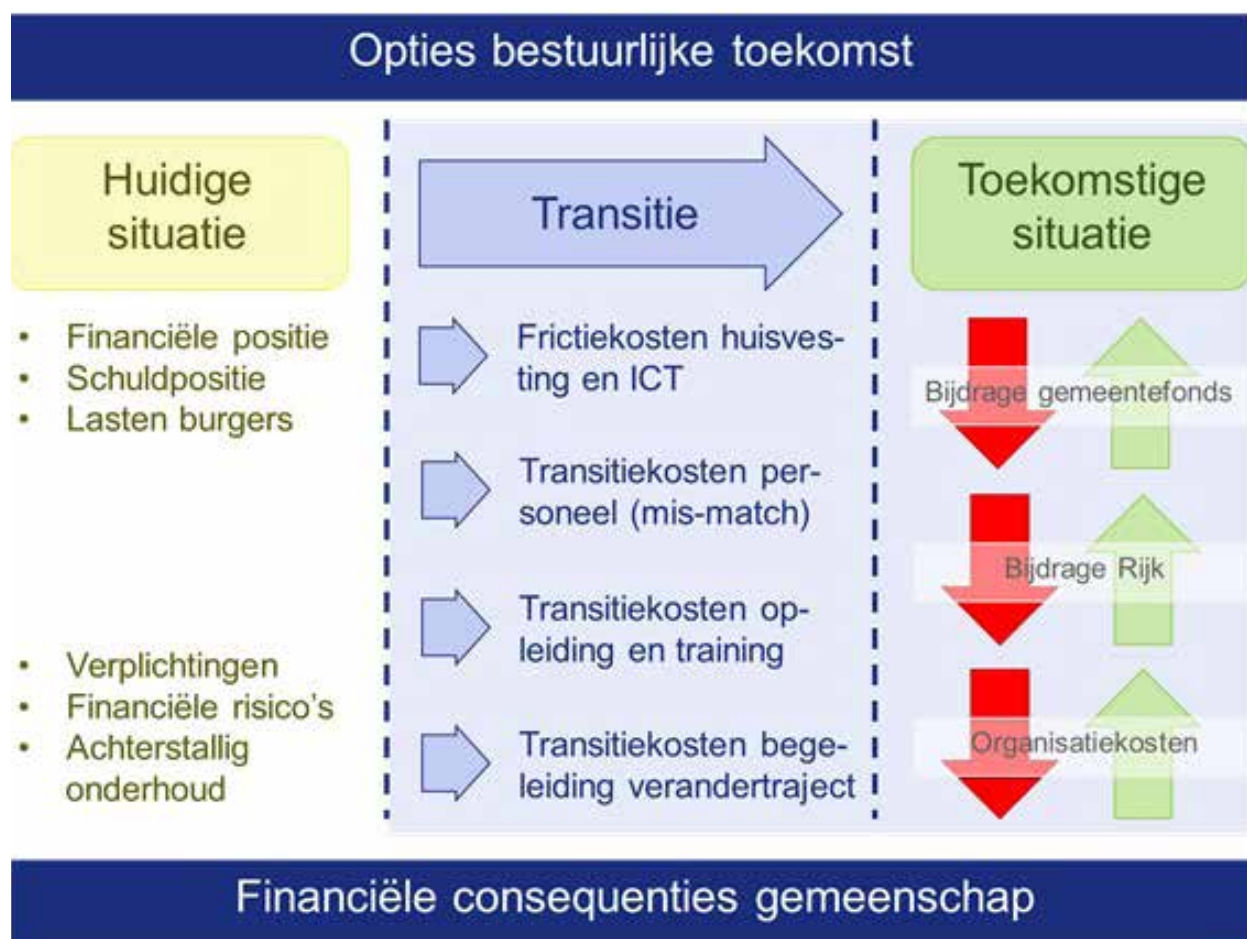 Opties bestuurlijke toekomst
Huidige
situatie
• Financiële positie
• Schuldpositie
• Lasten burgers
• Verplichtingen
• Financiële risico's
• Achterstallig
onderhoud
Transitie
Frictiekosten huisves-
ting en ICT
Transitiekosten per-
soneel (mis-match)
Transitiekosten op-
leiding en training
Transitiekosten bege-
leiding verandertraject
Toekomstige
situatie
Bijdrage gemeentefonds
Bijdrage Rijk
Organisatiekosten
Financiële consequenties gemeenschap